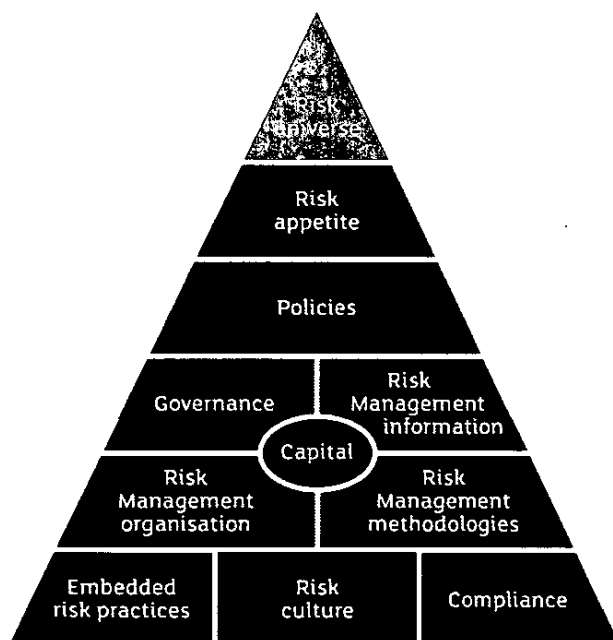 Risk
universe
Risk
appetite
Policies
Governance
Risk
Management
information
Capital
Risk
Management
organisation
Risk
Management
methodologies
Embedded
risk practices
Risk
culture
Compliance